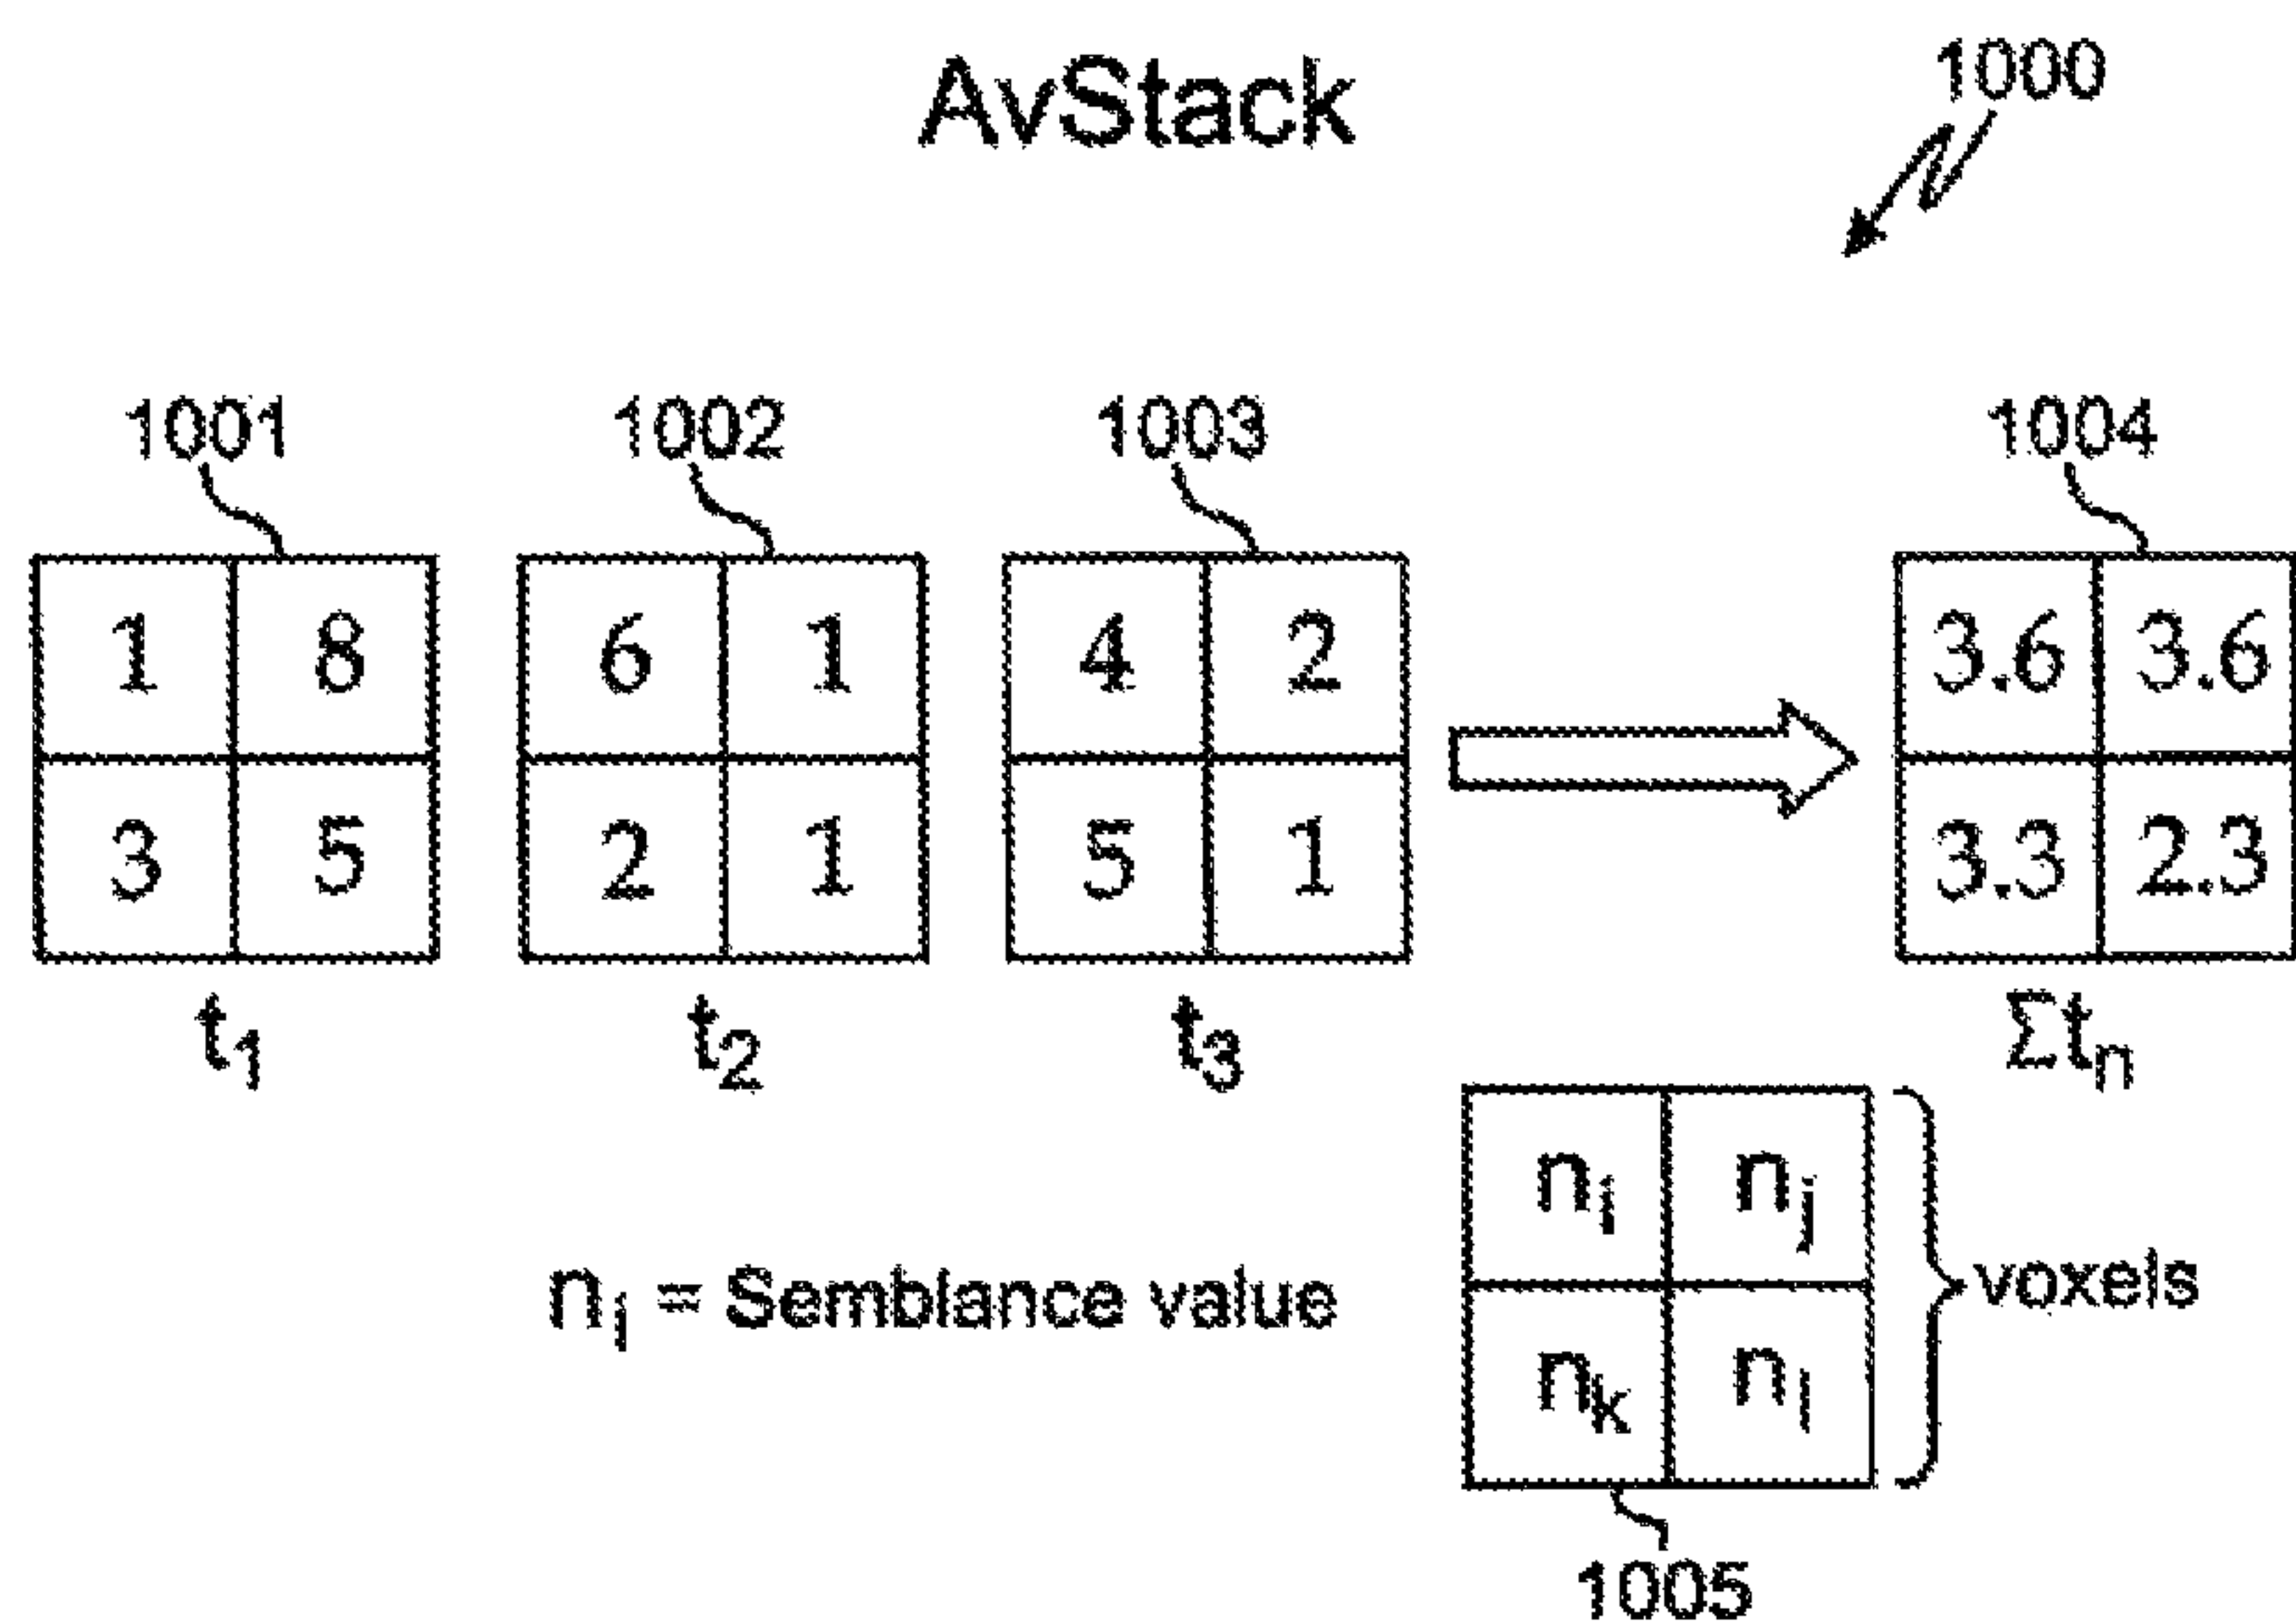 AvStack
1000
1001 1002 1003 1004
1 8 6 1 4 2 3.6 3.6
3 5 2 1 5 1 3.3 2.3
t₁ t₂ t₃ Σtₙ
nᵢ nⱼ
nᵢ = Semblance value
voxels
nₖ nₗ
1005